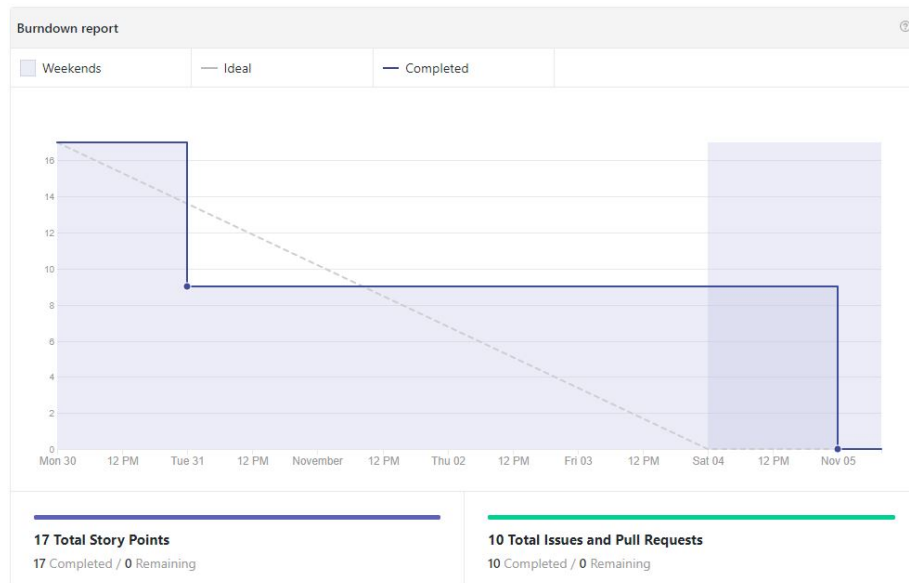 Burndown report
Weekends
Ideal
Completed
16
14
12
10
8
6
4
2
0
Mon 30 12 PM Tue 31 12 PM November 12 PM Thu 02 12 PM Fri 03 12 PM Sat 04 12 PM Nov 05
17 Total Story Points
17 Completed / 0 Remaining
10 Total Issues and Pull Requests
10 Completed / 0 Remaining